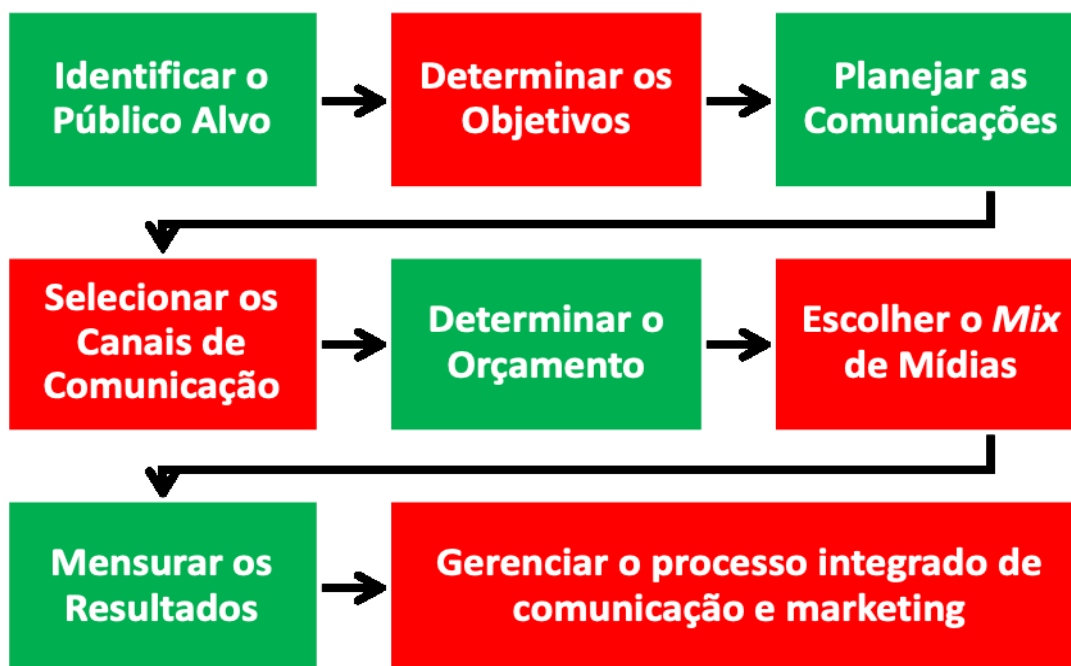 Identificar o
Público Alvo
Determinar os
Objetivos
Planejar as
Comunicações
Selecionar os
Canais de
Comunicação
Determinar o
Orçamento
Escolher o Mix
de Mídias
Mensurar os
Resultados
Gerenciar o processo integrado de
comunicação e marketing